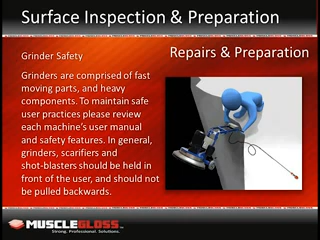 Surface Inspection & Preparation
Repairs & Preparation
Grinder Safety
Grinders are comprised of fast
moving parts, and heavy
components. To maintain safe
user practices please review
each machine's user manual
and safety features. In general,
grinders, scarifiers and
shot-blasters should be held in
front of the user, and should not
be pulled backwards.
MUSCLEGLOSS
Strong. Professional. Solutions.